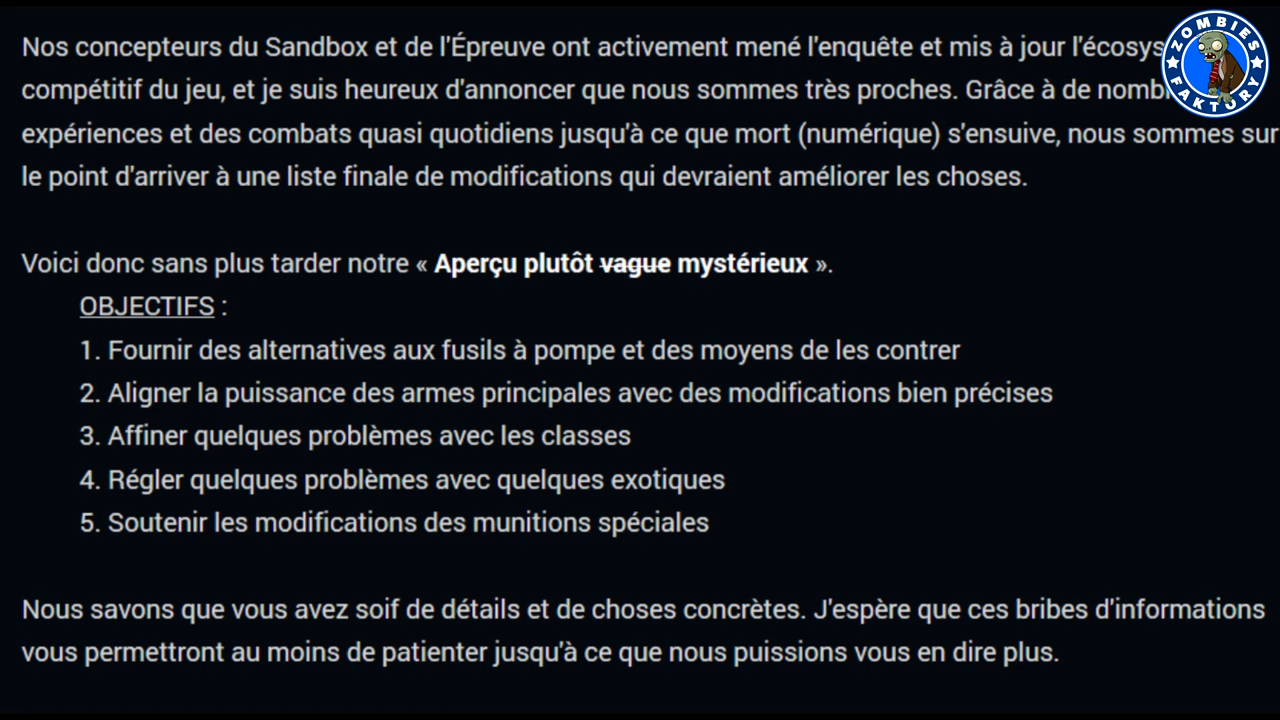 Nos concepteurs du Sandbox et de l'Épreuve ont activement mené l'enquête et mis à jour
compétitif du jeu, et je suis heureux d'annoncer que nous sommes très proches. Grâce à de
expériences et des combats quasi quotidiens jusqu'à ce que mort (numérique) s'ensuive, nous sommes sur
le point d'arriver à une liste finale de modifications qui devraient améliorer les choses.
Voici donc sans plus tarder notre « Aperçu plutôt vague mystérieux ».
OBJECTIFS :
1. Fournir des alternatives aux fusils à pompe et des moyens de les contrer
2. Aligner la puissance des armes principales avec des modifications bien précises
3. Affiner quelques problèmes avec les classes
4. Régler quelques problèmes avec quelques exotiques
5. Soutenir les modifications des munitions spéciales
Nous savons que vous avez soif de détails et de choses concrètes. J'espère que ces bribes d'informations
vous permettront au moins de patienter jusqu'à ce que nous puissions vous en dire plus.
ZOMBIES
FAKTORY